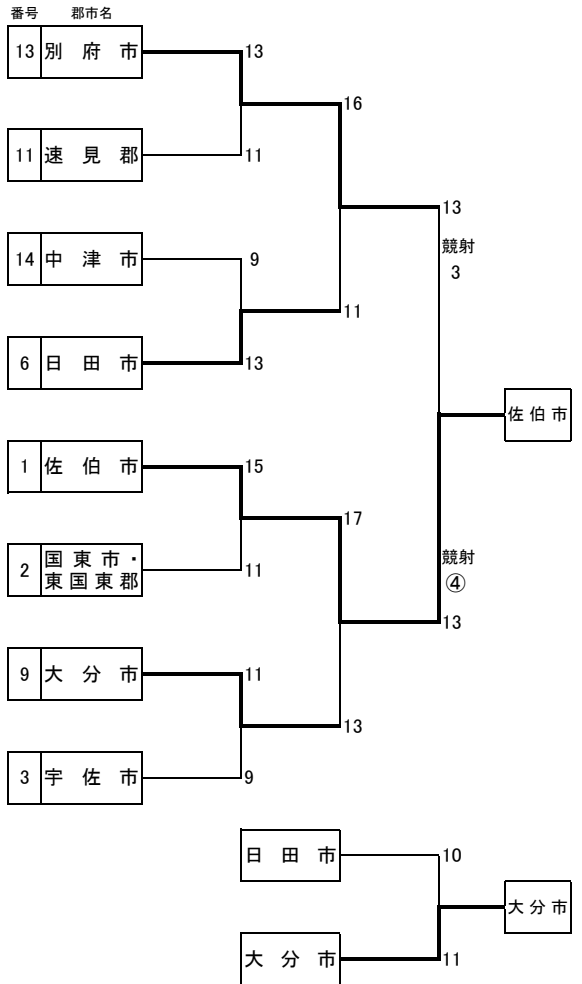 番号 郡市名
13 別府市
13
16
11 速見郡
11
13
競射
3
14 中津市
9
11
6 日田市
13
佐伯市
1 佐伯市
15
17
2 国東市・
東国東郡
11
競射
④
13
9 大分市
11
13
3 宇佐市
9
日田市
10
大分市
大分市
11